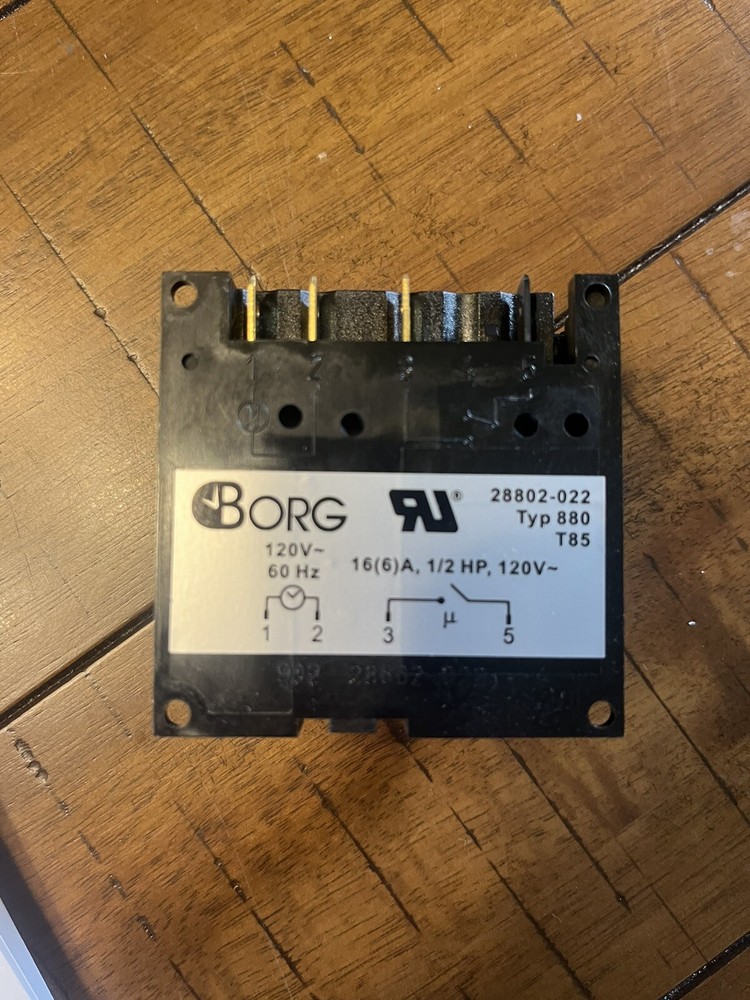 1 2 3 4 5
BORG
120V~
60 Hz
RU®
28802-022
Typ 880
T85
16(6)A, 1/2 HP, 120V~
1 2 3 μ 5